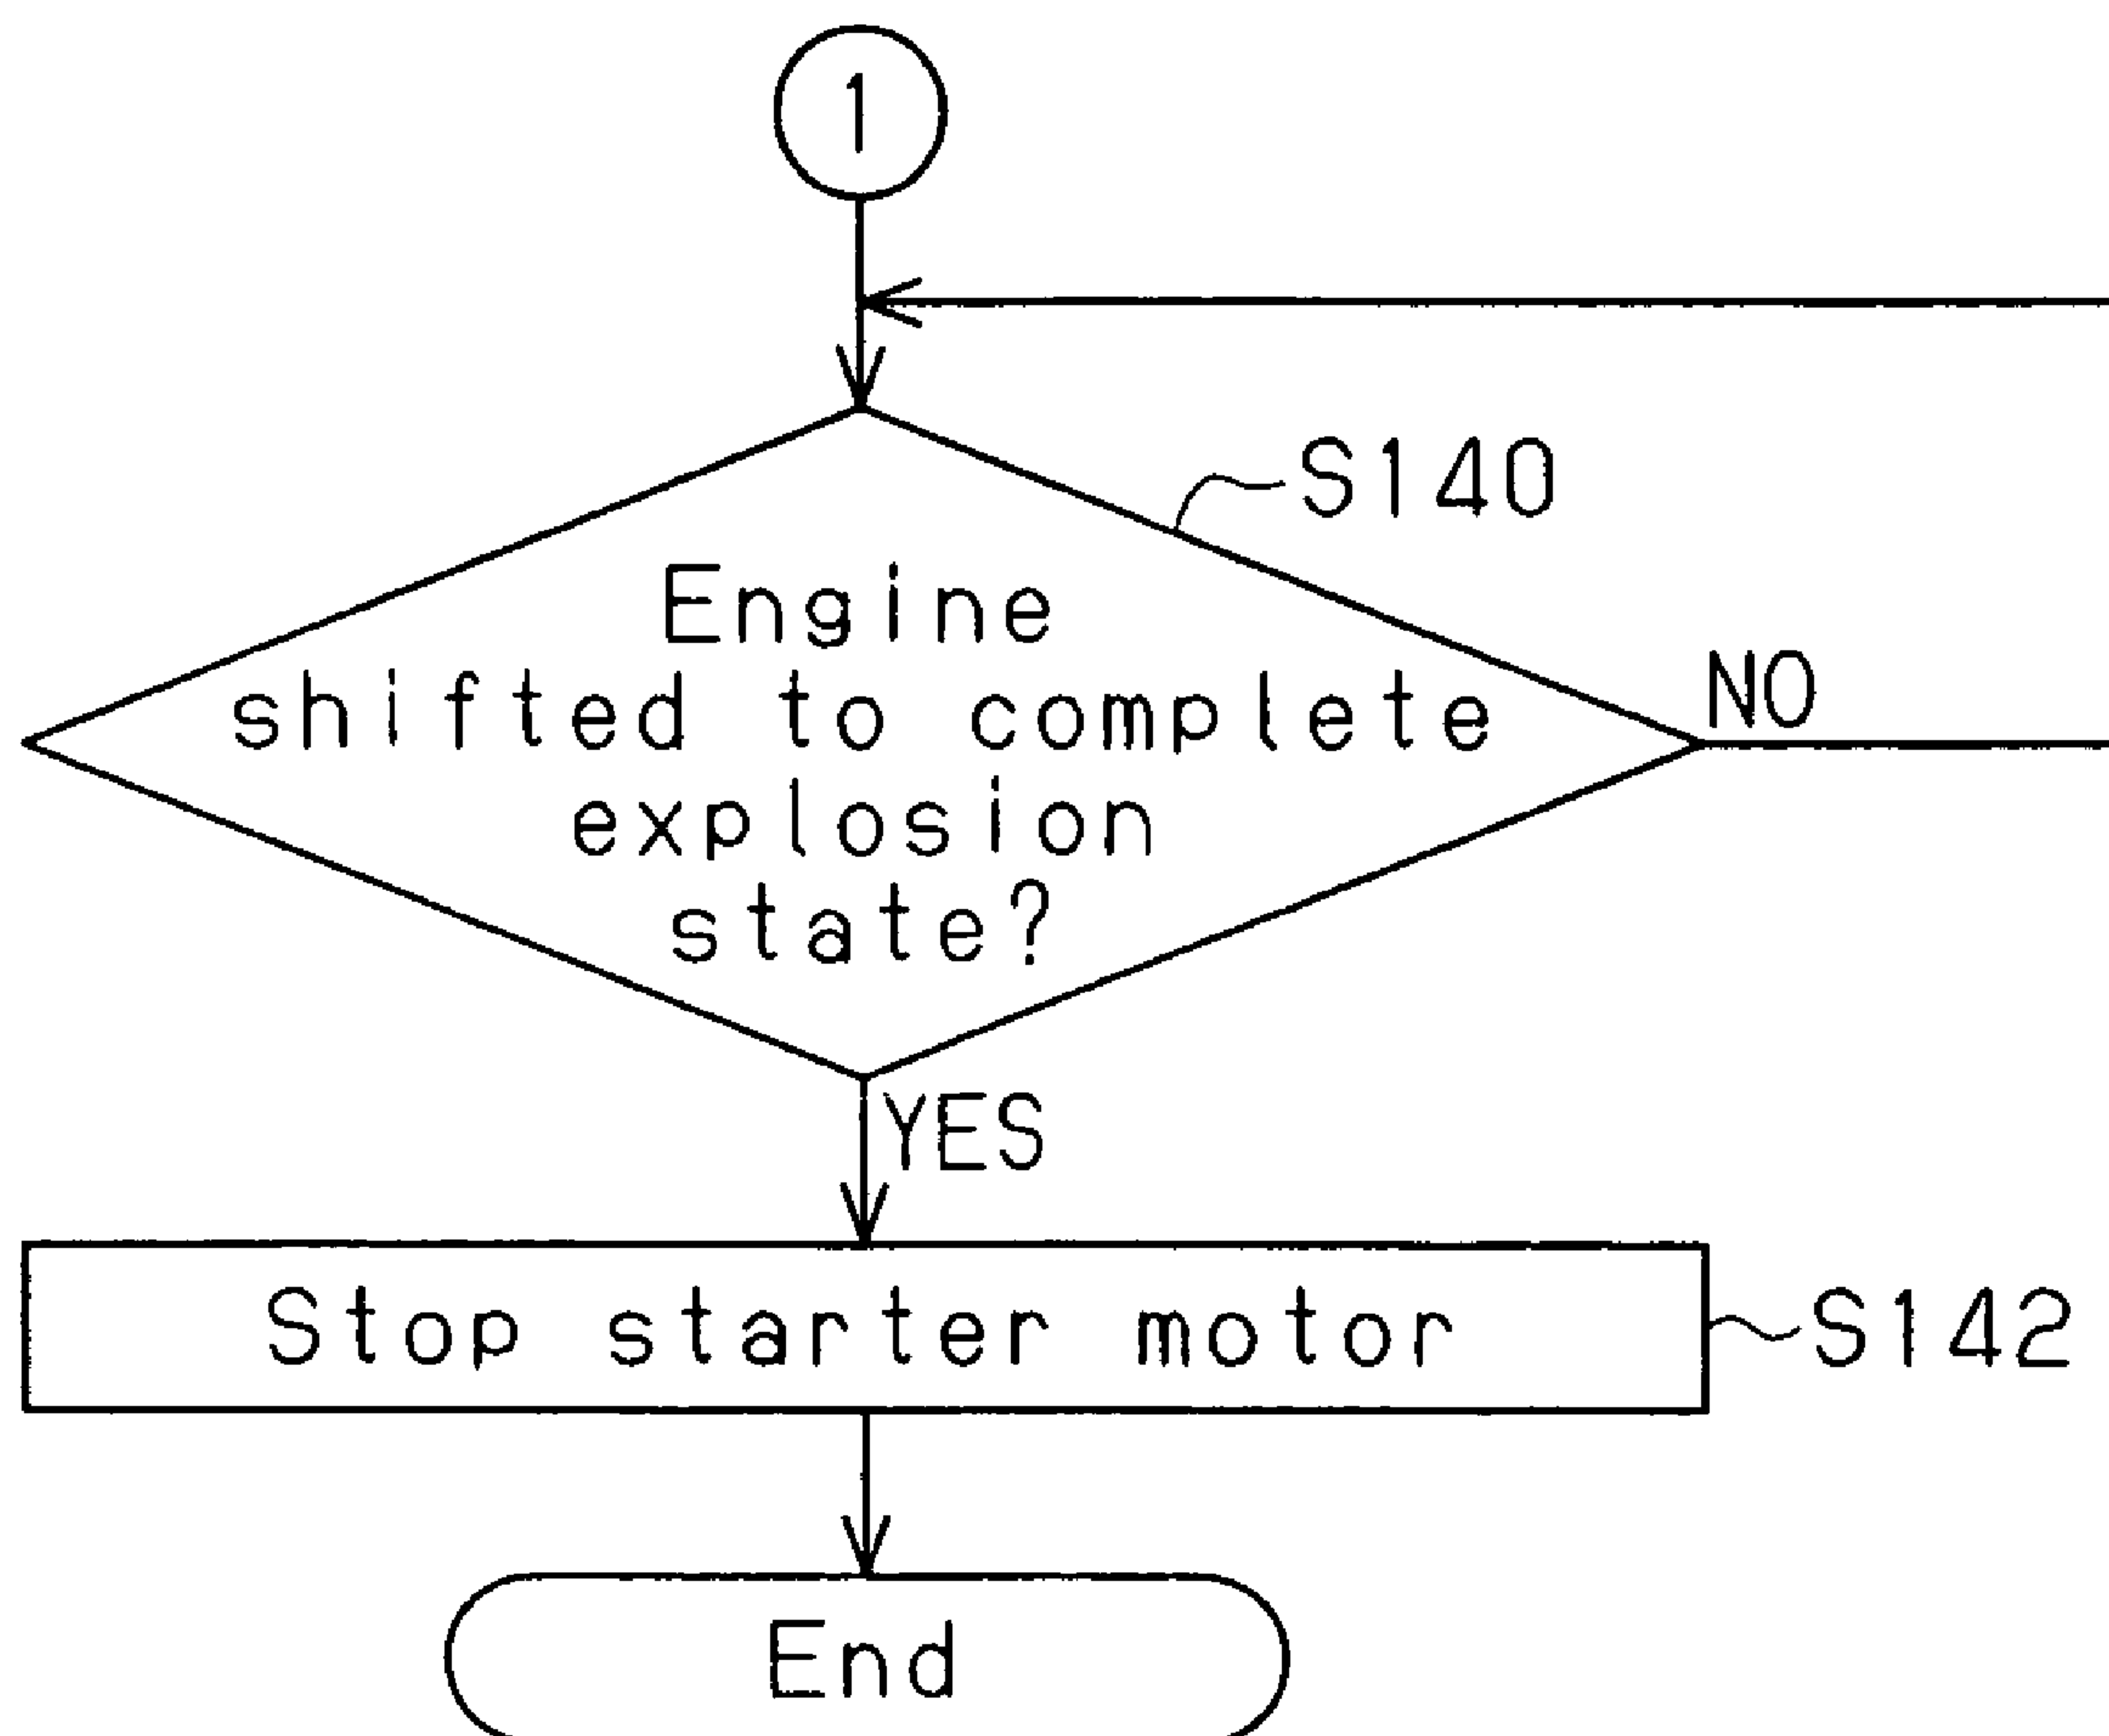 1
S140
Engine
shifted to complete
explosion
state?
NO
YES
Stop starter motor
S142
End